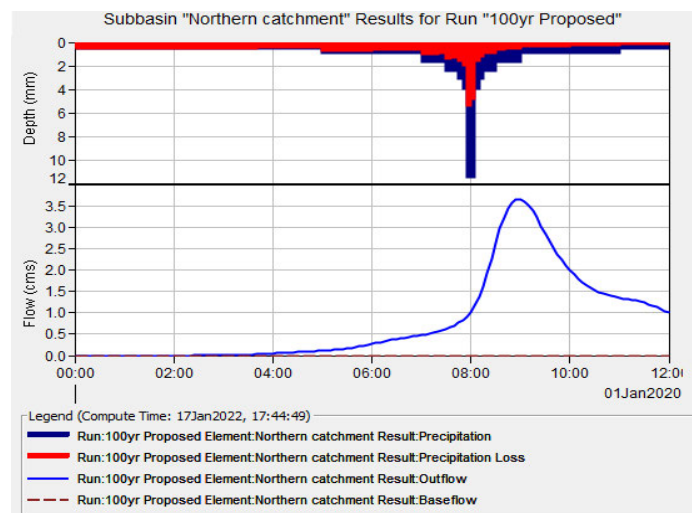 Subbasin "Northern catchment" Results for Run "100yr Proposed"
Depth (mm)
0
2
4
6
8
10
12
Flow (cms)
3.5
3.0
2.5
2.0
1.5
1.0
0.5
0.0
00:00 02:00 04:00 06:00 08:00 10:00 12:0
01Jan2020
Legend (Compute Time: 17Jan2022, 17:44:49)
Run:100yr Proposed Element:Northern catchment Result:Precipitation
Run:100yr Proposed Element:Northern catchment Result:Precipitation Loss
Run:100yr Proposed Element:Northern catchment Result:Outflow
Run:100yr Proposed Element:Northern catchment Result:Baseflow